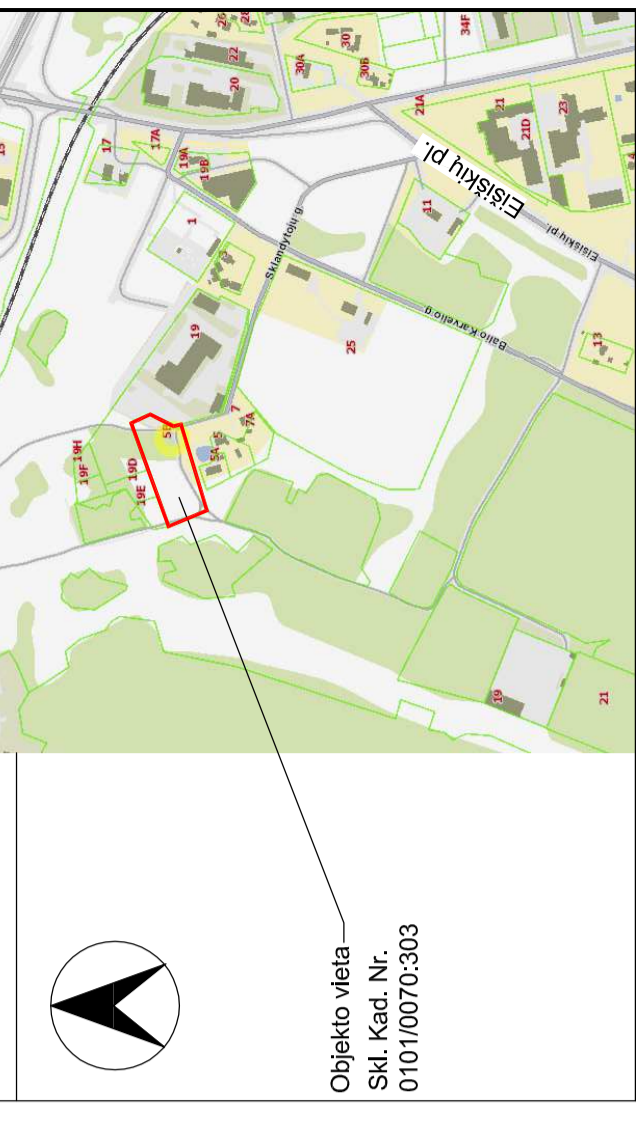 Objekto vieta
Skl. Kad. Nr.
0101/0070:303
Eišiškių pl.
Eišiškių pl.
Sklandytojų g.
Balio Karvelio g.
15
17
17A
19A
19B
1
22
20
26
28
30A
30
30B
34F
21A
21
21D
23
11
13
25
19
7
7A
5
5A
19H
19F
19D
19E
19
21